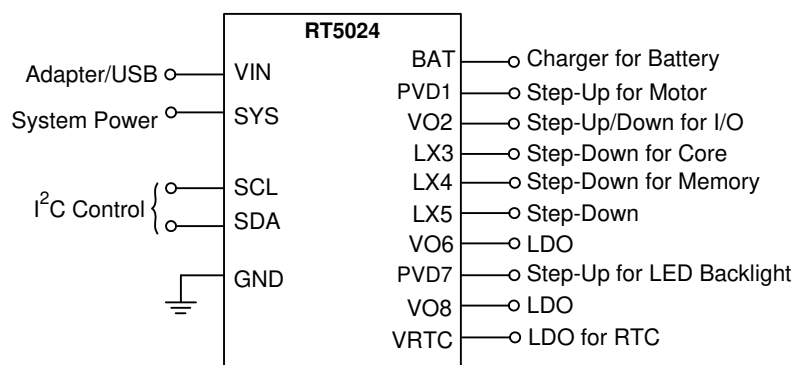 RT5024
Adapter/USB
VIN
System Power
SYS
I²C Control
SCL
SDA
GND
BAT
Charger for Battery
PVD1
Step-Up for Motor
VO2
Step-Up/Down for I/O
LX3
Step-Down for Core
LX4
Step-Down for Memory
LX5
Step-Down
VO6
LDO
PVD7
Step-Up for LED Backlight
VO8
LDO
VRTC
LDO for RTC